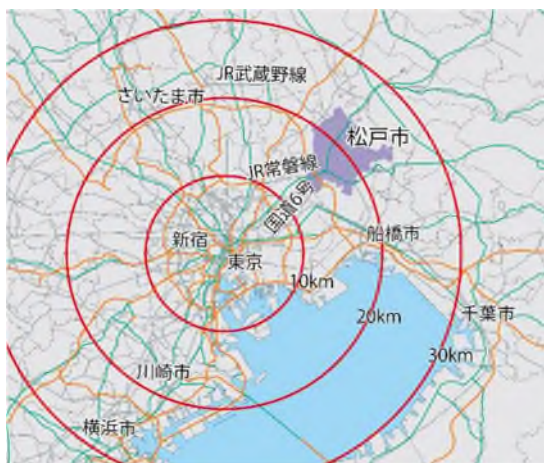 JR武蔵野線
さいたま市
松戸市
JR常磐線
国道6号
新宿
東京
船橋市
10km
20km
千葉市
30km
川崎市
横浜市